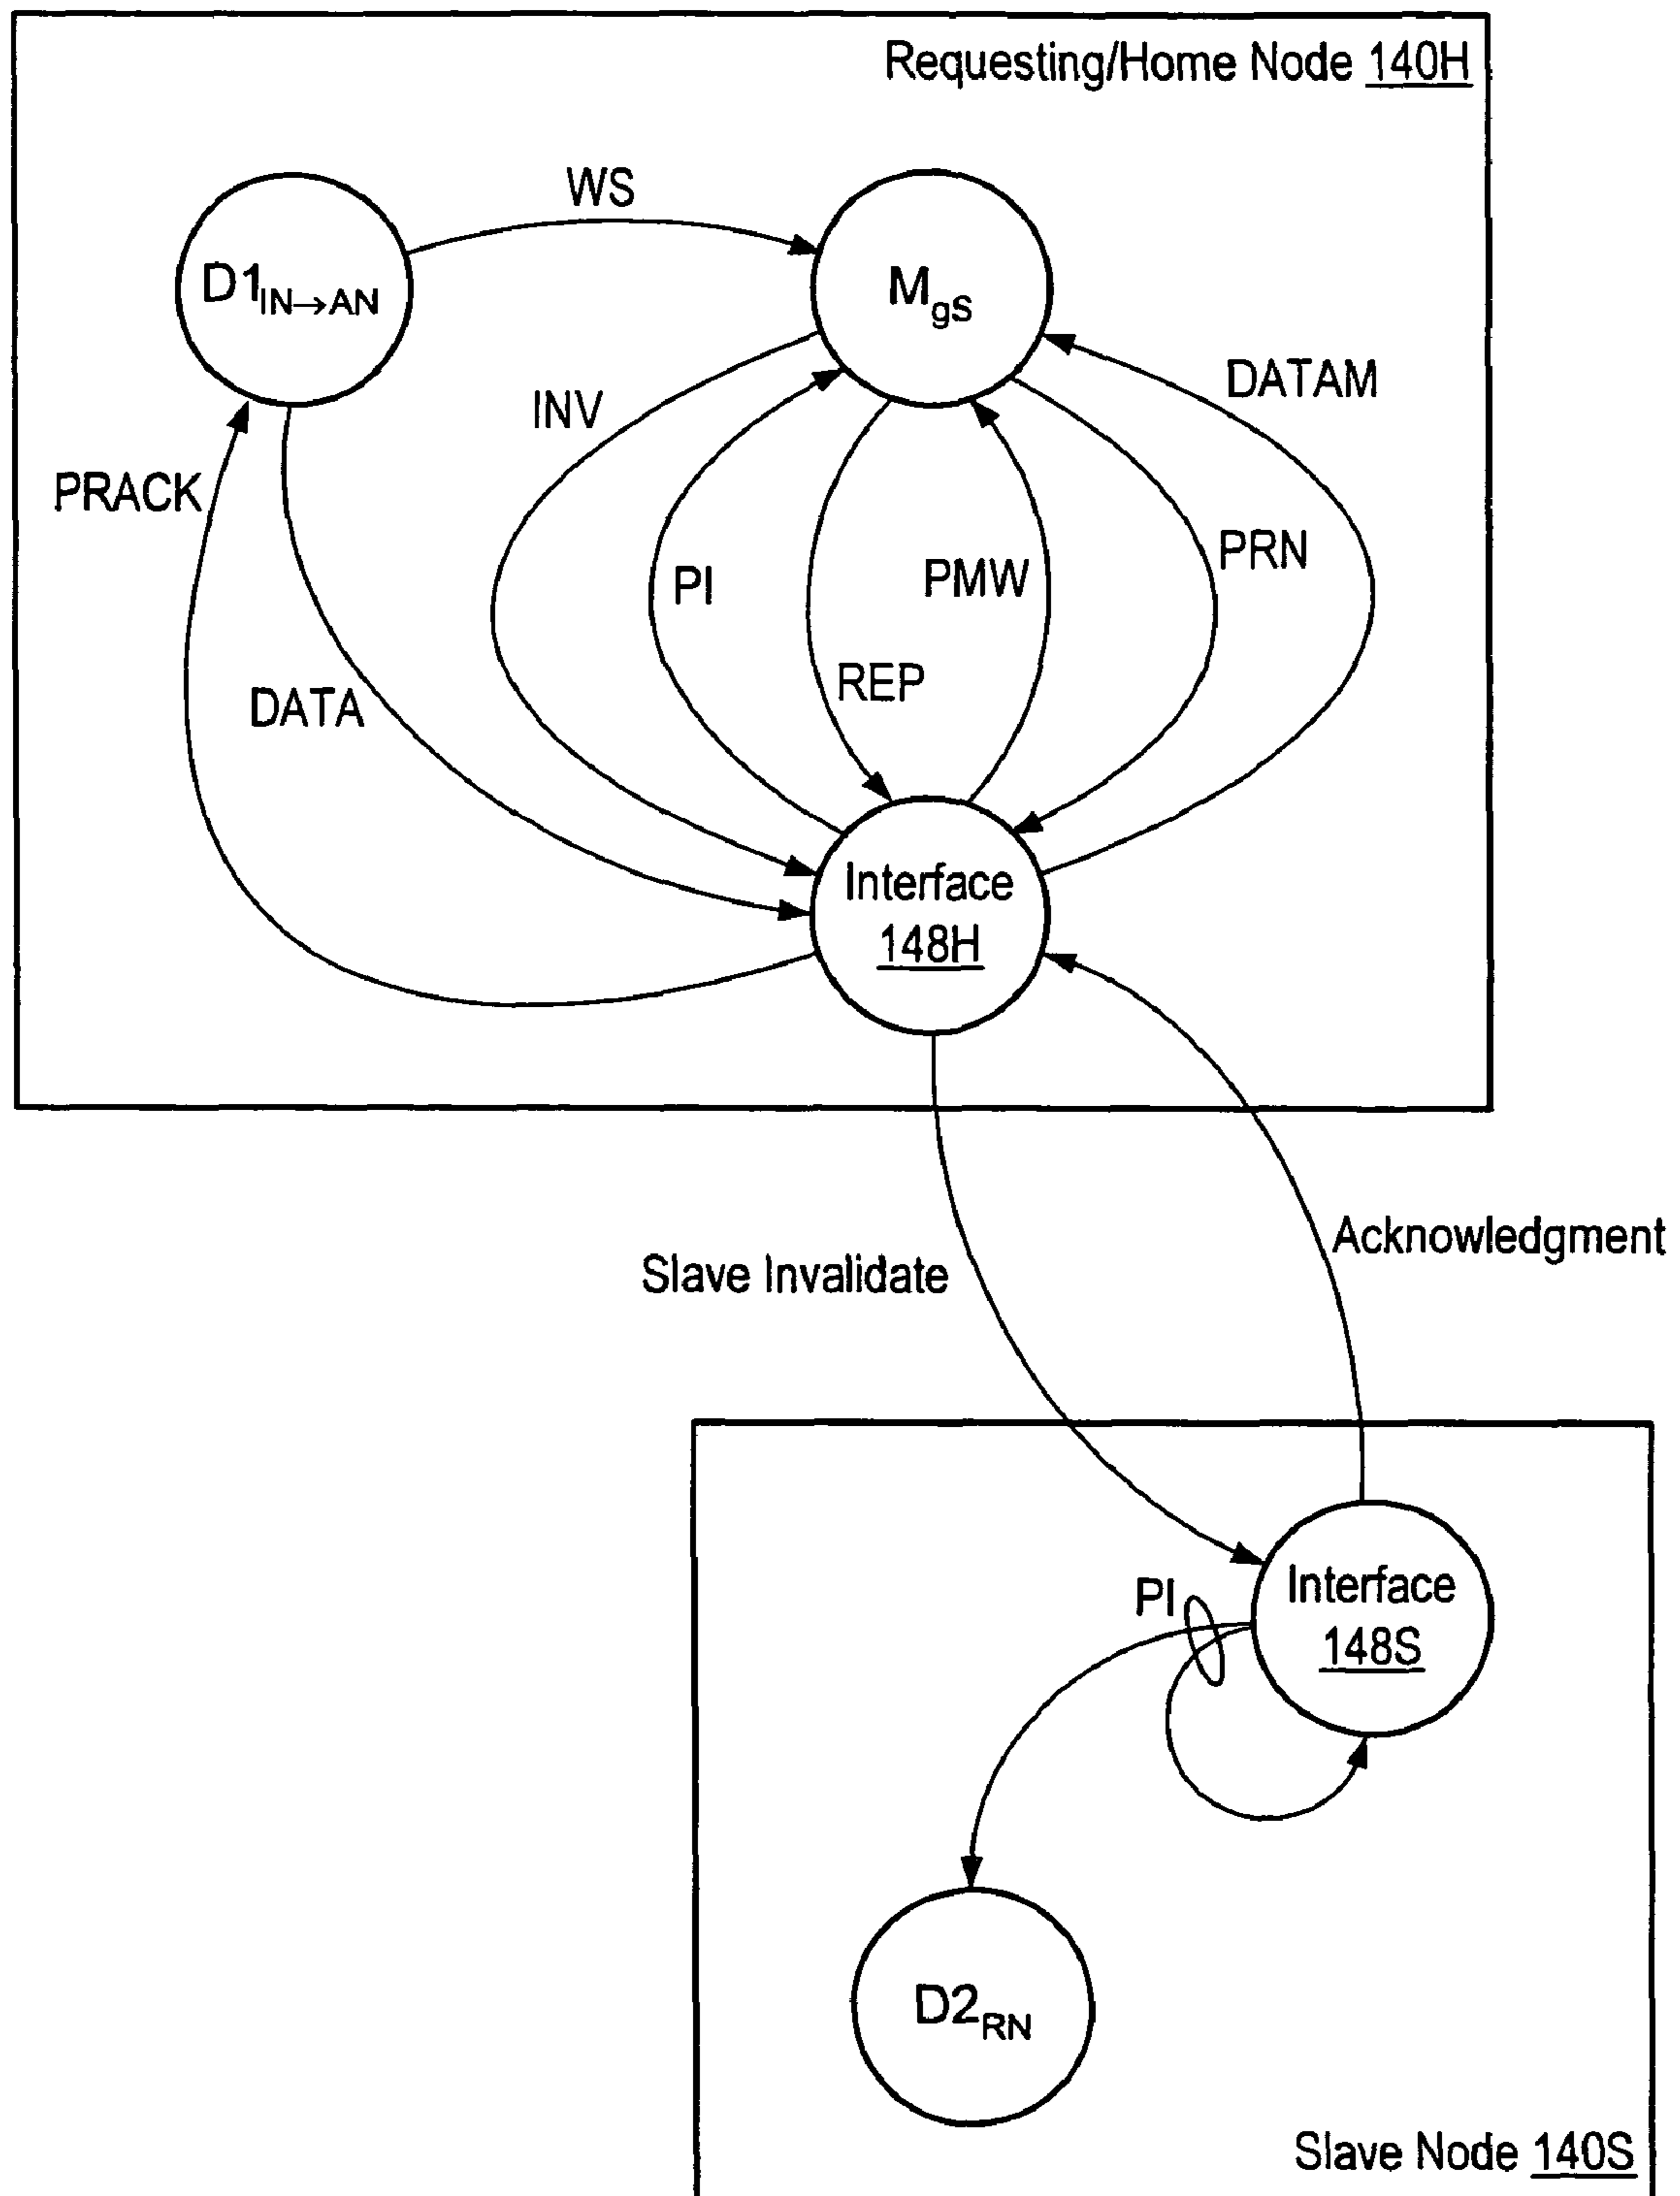 Requesting/Home Node 140H
WS
D1IN→AN
MgS
DATAM
INV
PRACK
PRN
PI
PMW
REP
DATA
Interface
148H
Acknowledgment
Slave Invalidate
PI
Interface
148S
D2RN
Slave Node 140S